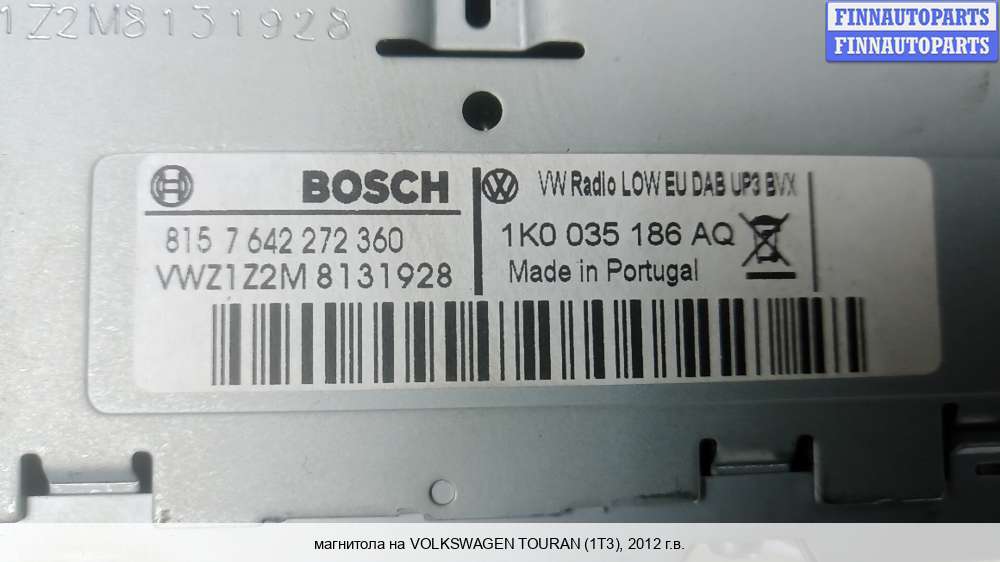 1Z2M8131928
FINNAUTOPARTS
FINNAUTOPARTS
BOSCH
VW Radio LOW EU DAB UP3 BVX
815 7 642 272 360
1K0 035 186 AQ
VWZ1Z2M 8131928
Made in Portugal
магнитола на VOLKSWAGEN TOURAN (1T3), 2012 г.в.